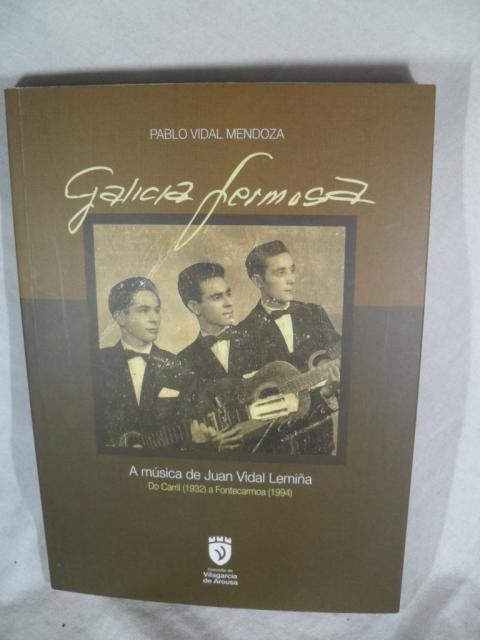 PABLO VIDAL MENDOZA
Galicia fermosa
A música de Juan Vidal Lemiña
Do Carril (1932) a Fontecarmoa (1994)
Concello de
Vilagarcía
de Arousa